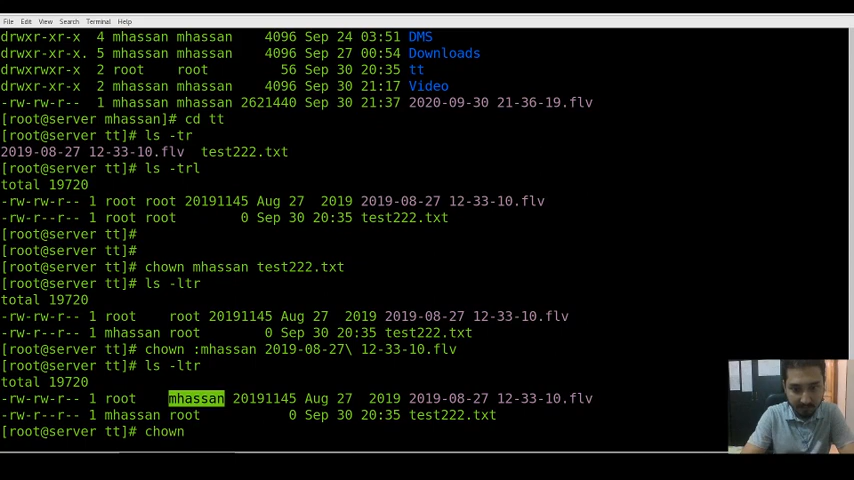 File Edit View Search Terminal Help
drwxr-xr-x  4 mhassan mhassan    4096 Sep 24 03:51 DMS
drwxr-xr-x. 5 mhassan mhassan    4096 Sep 27 00:54 Downloads
drwxrwxr-x  2 root    root         56 Sep 30 20:35 tt
drwxr-xr-x  2 mhassan mhassan    4096 Sep 30 21:17 Video
-rw-rw-r--  1 mhassan mhassan 2621440 Sep 30 21:37 2020-09-30 21-36-19.flv
[root@server mhassan]# cd tt
[root@server tt]# ls -tr
2019-08-27 12-33-10.flv  test222.txt
[root@server tt]# ls -trl
total 19720
-rw-rw-r-- 1 root root 20191145 Aug 27  2019 2019-08-27 12-33-10.flv
-rw-r--r-- 1 root root        0 Sep 30 20:35 test222.txt
[root@server tt]#
[root@server tt]#
[root@server tt]# chown mhassan test222.txt
[root@server tt]# ls -ltr
total 19720
-rw-rw-r-- 1 root    root 20191145 Aug 27  2019 2019-08-27 12-33-10.flv
-rw-r--r-- 1 mhassan root        0 Sep 30 20:35 test222.txt
[root@server tt]# chown :mhassan 2019-08-27\ 12-33-10.flv
[root@server tt]# ls -ltr
total 19720
-rw-rw-r-- 1 root    mhassan 20191145 Aug 27  2019 2019-08-27 12-33-10.flv
-rw-r--r-- 1 mhassan root           0 Sep 30 20:35 test222.txt
[root@server tt]# chown